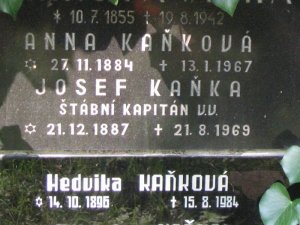 ✩ 10.7.1855 ✝ 19.8.1942
ANNA KAŇKOVÁ
✩ 27.11.1884 ✝ 13.1.1967
JOSEF KAŇKA
ŠTÁBNÍ KAPITÁN V.V.
✩ 21.12.1887 ✝ 21.8.1969
Hedvika KAŇKOVÁ
✩ 14.10.1896 ✝ 15.8.1984